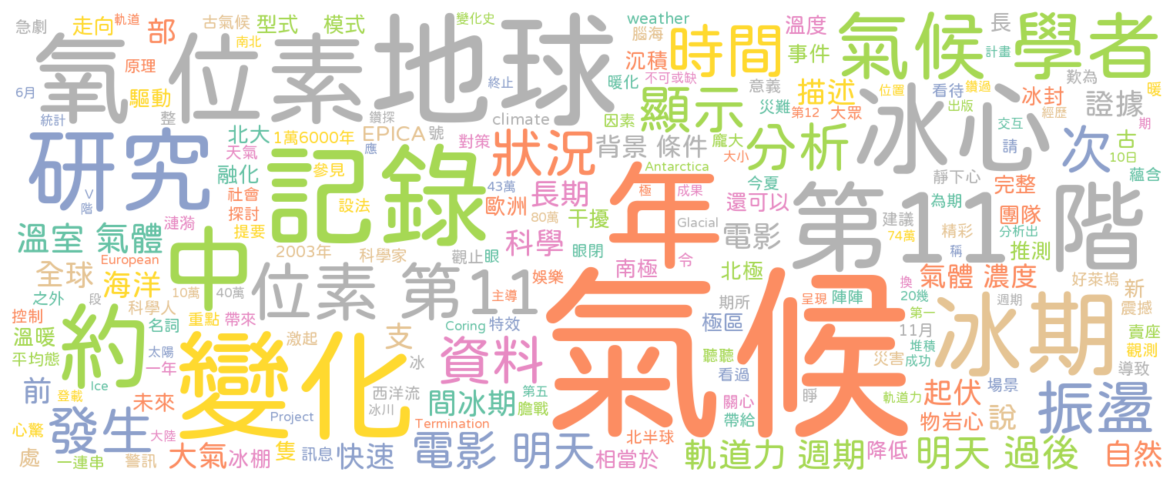 急劇 走向 古氣候 軌道 部 型式 變化史 模式 weather 溫度 長 計畫
南北 氧 位素 地球 時間 氣候 學者
原理 腦海 事件 歎為
6月 驅動 整 鑽探 終止 暖化 沉積 不可或缺 意義 位置 看待 鑽過 冰封 暖
統計 北大 1萬6000年 EPICA 號 climate 因素 顯示 災難 描述 第12 大眾 出版 經歷 證據 期
研究 天氣 應 對策 龐大 冰心 交互 古
融化 參見 記錄 狀況 背景 條件 大小 分析 請 次 10日
V 階 社會 設法 43萬 Antarctica 今夏 靜下心 蘊含
漣漪 探討 長期 極 成果 還可以 第11 階 完整
提要 歐洲 80萬 年 Glacial 建議 為期 團隊
溫室 氣體 European 中 2003年 科學家 觀止 眼 干擾 眼閉 電影 74萬 精彩 分析出 推測
全球 海洋 位素 第11 科學 令 稱 氣體 濃度
之外 段 10萬 40萬 娛樂 南極 北極 換 好萊塢 新
控制 科學人 重點 帶來 主導 期所 呈現 陣陣 20幾 週期 震撼
名詞 激起 支 Coring 特效 極區 11月 第一 冰期 賣座
溫暖 約 太陽 變化 冰 資料 氣候 聽聽 災害 堆積 觀測
平均態 一年 看過 成功 導致
前 登載 Ice 未來 西洋流 間冰期 膽戰 關心 睜 軌道力 起伏 場景 振盪
第五 Project 冰川 Termination 帶給 物岩心 說
心驚 發生 大陸 訊息 北半球
處 一連串 警訊 大氣 冰棚 隻 快速 電影 明天 相當於 軌道力 週期 降低 明天 過後 自然